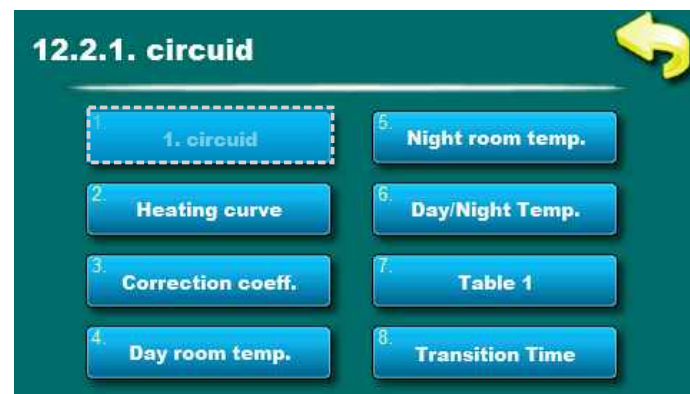 12.2.1. circuid
1.
1. circuid
2.
Heating curve
3.
Correction coeff.
4.
Day room temp.
5.
Night room temp.
6.
Day/Night Temp.
7.
Table 1
8.
Transition Time